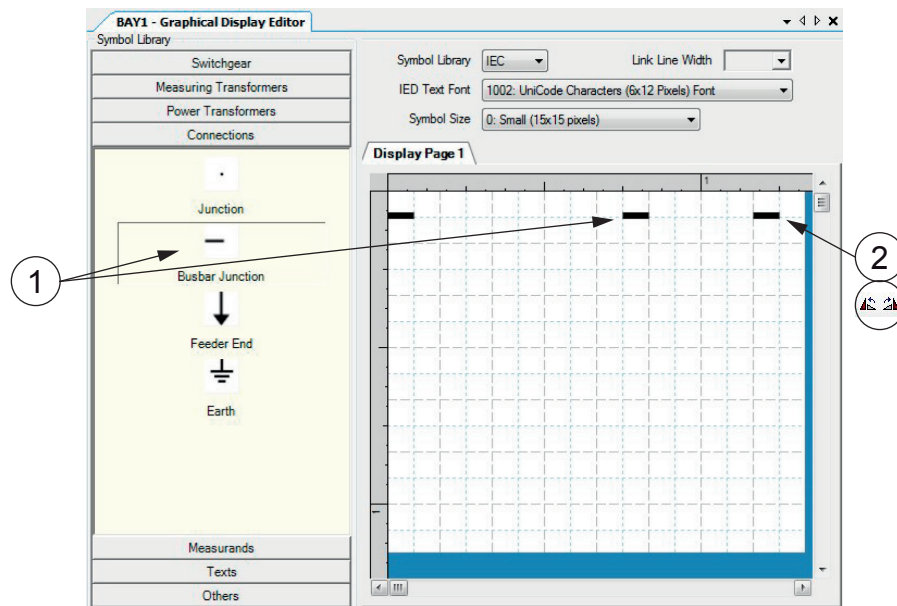 BAY1 - Graphical Display Editor
Symbol Library
Switchgear
Measuring Transformers
Power Transformers
Connections
Junction
Busbar Junction
Feeder End
Earth
Measurands
Texts
Others
Symbol Library IEC Link Line Width
IED Text Font 1002: UniCode Characters (6x12 Pixels) Font
Symbol Size 0: Small (15x15 pixels)
Display Page 1
1
1
1
2